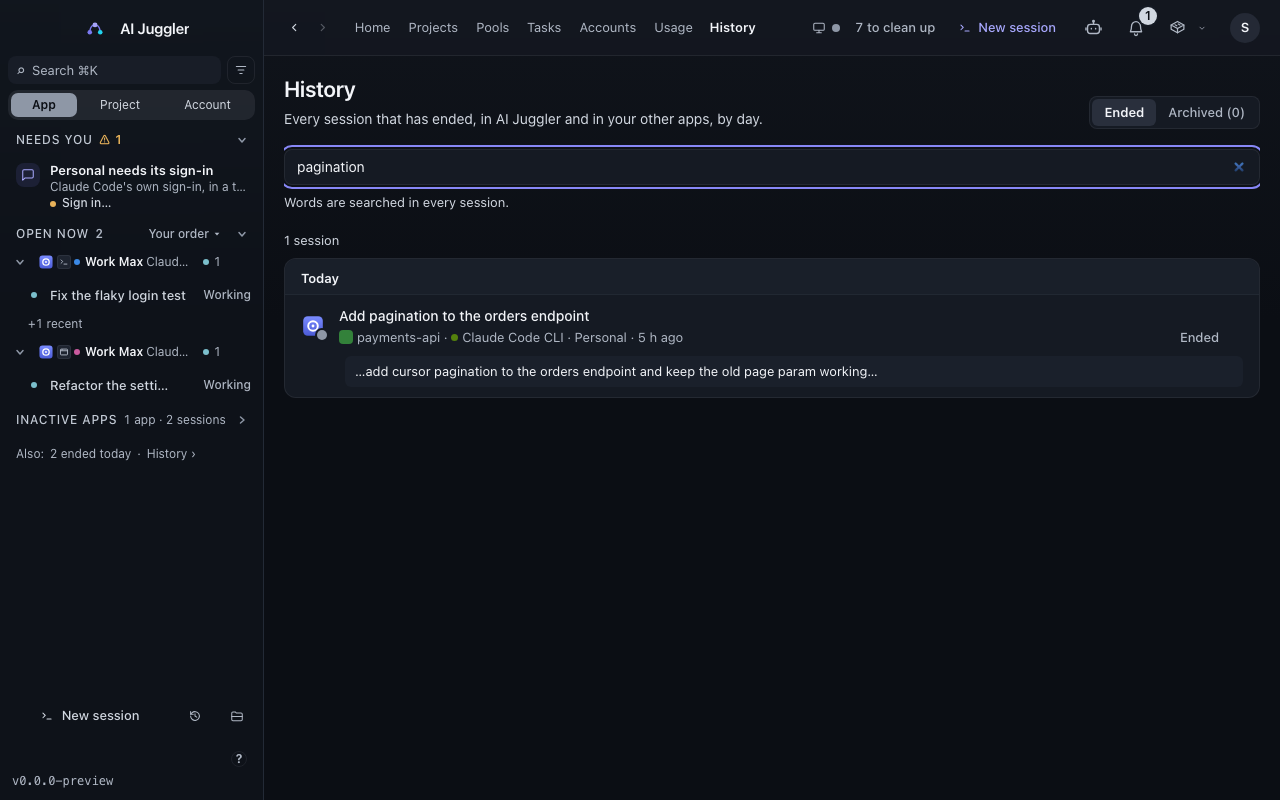 AI Juggler
Search ⌘K
App Project Account
NEEDS YOU 1
Personal needs its sign-in
Claude Code's own sign-in, in a t...
Sign in...
OPEN NOW 2 Your order
Work Max Claud... 1
Fix the flaky login test Working
+1 recent
Work Max Claud... 1
Refactor the setti... Working
INACTIVE APPS 1 app · 2 sessions
Also: 2 ended today · History ›
New session
?
v0.0.0-preview
Home Projects Pools Tasks Accounts Usage History
7 to clean up
New session
1
S
History
Every session that has ended, in AI Juggler and in your other apps, by day.
Ended Archived (0)
pagination
Words are searched in every session.
1 session
Today
Add pagination to the orders endpoint
payments-api · Claude Code CLI · Personal · 5 h ago
Ended
...add cursor pagination to the orders endpoint and keep the old page param working...